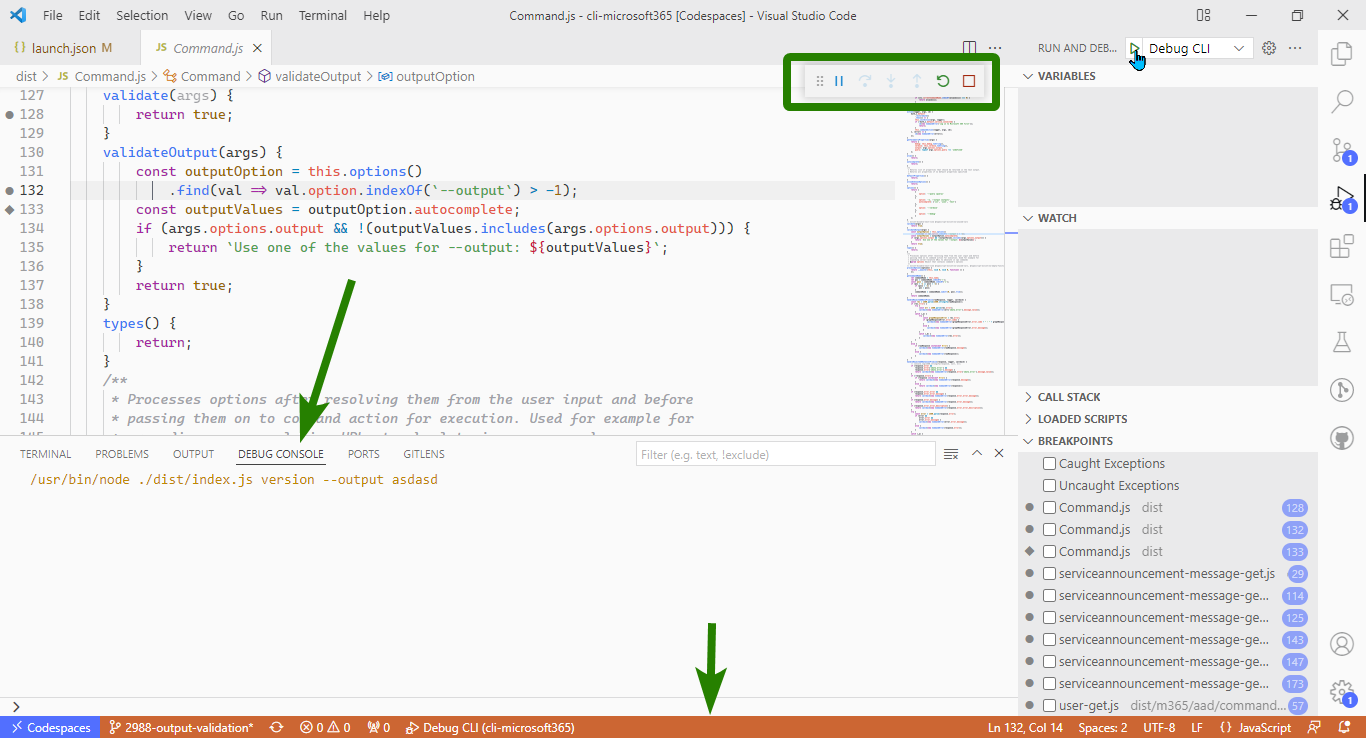 File Edit Selection View Go Run Terminal Help Command.js - cli-microsoft365 [Codespaces] - Visual Studio Code
{} launch.json M JS Command.js
RUN AND DEB... Debug CLI
dist > JS Command.js > Command > validateOutput > outputOption
127 validate(args) {
128 return true;
129 }
130 validateOutput(args) {
131 const outputOption = this.options()
132 .find(val => val.option.indexOf(`--output`) > -1);
133 const outputValues = outputOption.autocomplete;
134 if (args.options.output && !(outputValues.includes(args.options.output))) {
135 return `Use one of the values for --output: ${outputValues}`;
136 }
137 return true;
138 }
139 types() {
140 return;
141 }
142 /**
143 * Processes options after resolving them from the user input and before
144 * passing them on to command action for execution. Used for example for
TERMINAL PROBLEMS OUTPUT DEBUG CONSOLE PORTS GITLENS
Filter (e.g. text, !exclude)
/usr/bin/node ./dist/index.js version --output asdasd
VARIABLES
WATCH
CALL STACK
LOADED SCRIPTS
BREAKPOINTS
Caught Exceptions
Uncaught Exceptions
Command.js dist 128
Command.js dist 132
Command.js dist 133
serviceannouncement-message-get.js 29
serviceannouncement-message-ge... 114
serviceannouncement-message-ge... 125
serviceannouncement-message-ge... 143
serviceannouncement-message-ge... 147
serviceannouncement-message-ge... 173
user-get.js dist/m365/aad/command... 57
1
1
1
Codespaces 2988-output-validation* 0 0 0 Debug CLI (cli-microsoft365) Ln 132, Col 14 Spaces: 2 UTF-8 LF {} JavaScript